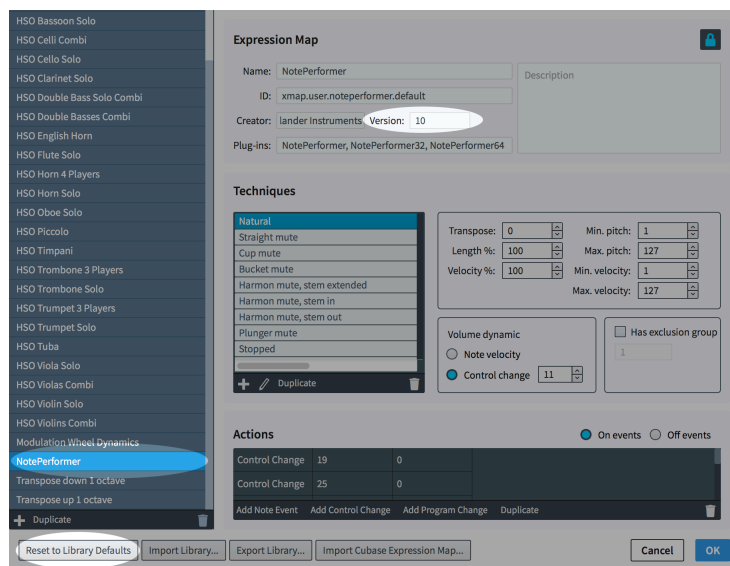 HSO Bassoon Solo
HSO Celli Combi
HSO Cello Solo
HSO Clarinet Solo
HSO Double Bass Solo Combi
HSO Double Basses Combi
HSO English Horn
HSO Flute Solo
HSO Horn 4 Players
HSO Horn Solo
HSO Oboe Solo
HSO Piccolo
HSO Timpani
HSO Trombone 3 Players
HSO Trombone Solo
HSO Trumpet 3 Players
HSO Trumpet Solo
HSO Tuba
HSO Viola Solo
HSO Violas Combi
HSO Violin Solo
HSO Violins Combi
Modulation Wheel Dynamics
NotePerformer
Transpose down 1 octave
Transpose up 1 octave
Duplicate
Expression Map
Name: NotePerformer
Description
ID: xmap.user.noteperformer.default
Creator: lander Instruments Version: 10
Plug-ins: NotePerformer, NotePerformer32, NotePerformer64
Techniques
Natural
Straight mute
Cup mute
Bucket mute
Harmon mute, stem extended
Harmon mute, stem in
Harmon mute, stem out
Plunger mute
Stopped
Duplicate
Transpose: 0 Min. pitch: 1
Length %: 100 Max. pitch: 127
Velocity %: 100 Min. velocity: 1
Max. velocity: 127
Volume dynamic
Note velocity
Control change 11
Has exclusion group
1
Actions
On events Off events
Control Change 19 0
Control Change 25 0
Add Note Event Add Control Change Add Program Change Duplicate
Reset to Library Defaults Import Library... Export Library... Import Cubase Expression Map... Cancel OK